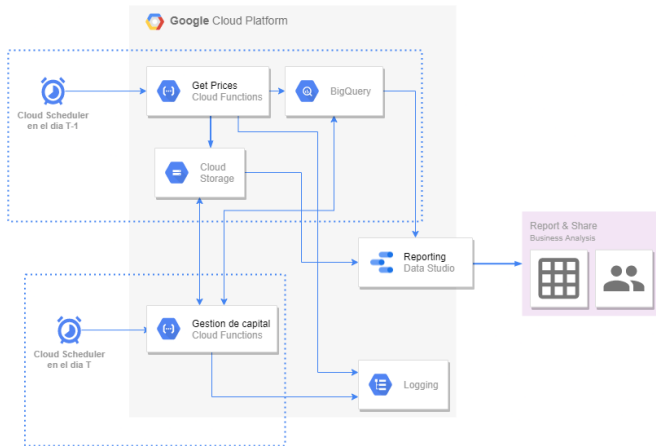 Google Cloud Platform
Get Prices
Cloud Functions
BigQuery
Cloud Scheduler
en el dia T-1
Cloud
Storage
Report & Share
Business Analysis
Reporting
Data Studio
Gestion de capital
Cloud Functions
Cloud Scheduler
en el dia T
Logging